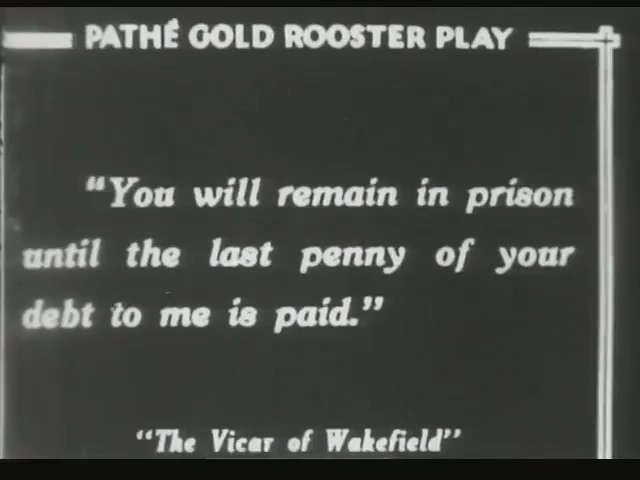 PATHÉ GOLD ROOSTER PLAY
"You will remain in prison
until the last penny of your
debt to me is paid."
"The Vicar of Wakefield"